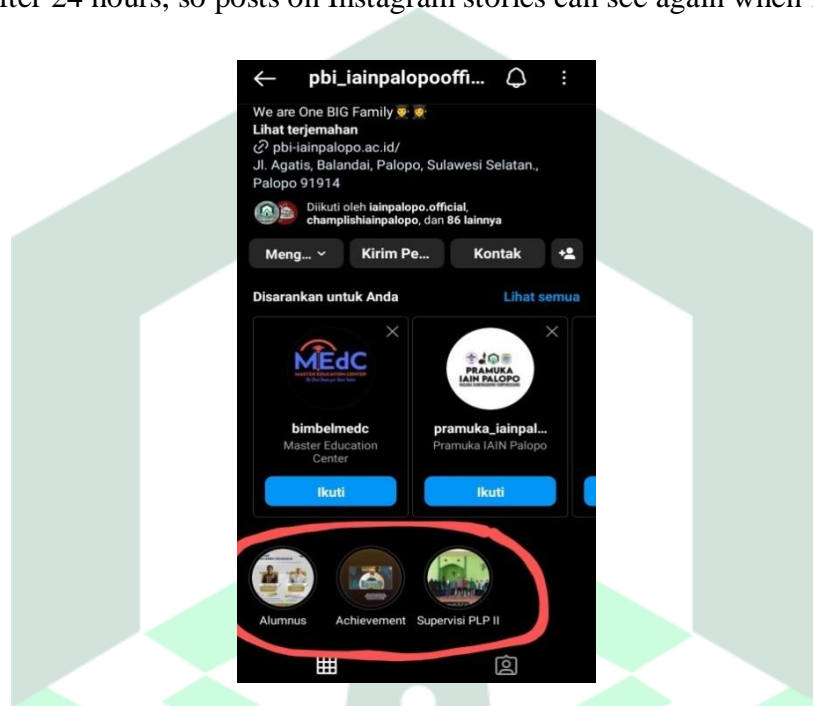 after 24 hours, so posts on Instagram stories can see again when
pbi_iainpalopooffi...
We are One BIG Family
Lihat terjemahan
pbi-iainpalopo.ac.id/
Jl. Agatis, Balandai, Palopo, Sulawesi Selatan.,
Palopo 91914
Diikuti oleh iainpalopo.official,
champlishiainpalopo, dan 86 lainnya
Meng... Kirim Pe... Kontak
Disarankan untuk Anda Lihat semua
MEdC
MASTER EDUCATION CENTER
PRAMUKA
IAIN PALOPO
bimbelmedc
Master Education
Center
Ikuti
pramuka_iainpal...
Pramuka IAIN Palopo
Ikuti
Alumnus Achievement Supervisi PLP II